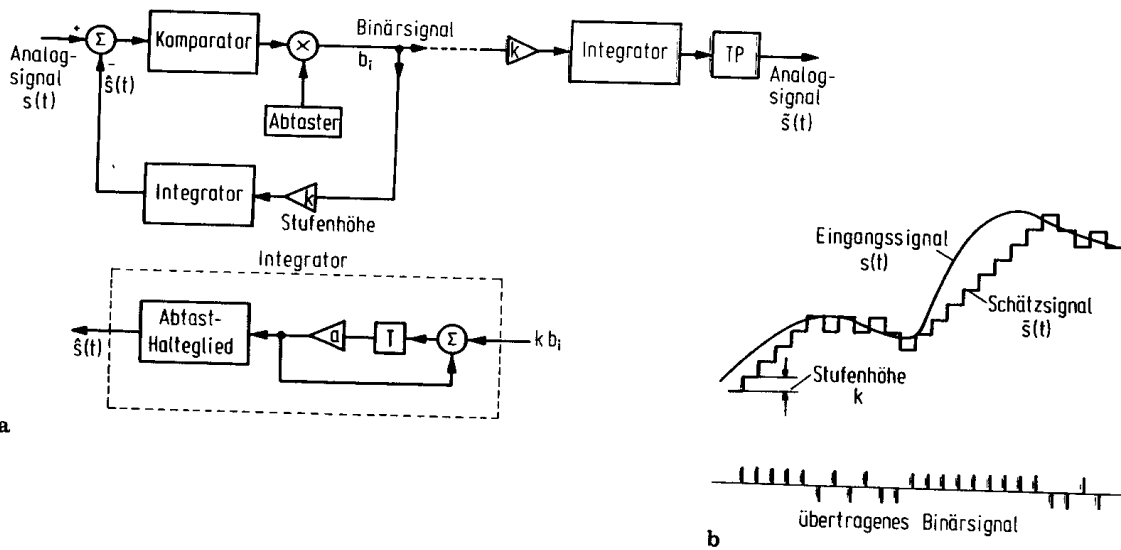 Binärsignal
+
Σ
Komparator
×
b_i
k
Integrator
TP
Analog-
signal
s(t)
−
ŝ(t)
Abtaster
Analog-
signal
s̃(t)
Integrator
k
Stufenhöhe
Integrator
Abtast-
Halteglied
a
T
Σ
k b_i
ŝ(t)
a
Eingangssignal
s(t)
Schätzsignal
s̃(t)
Stufenhöhe
k
übertragenes Binärsignal
b